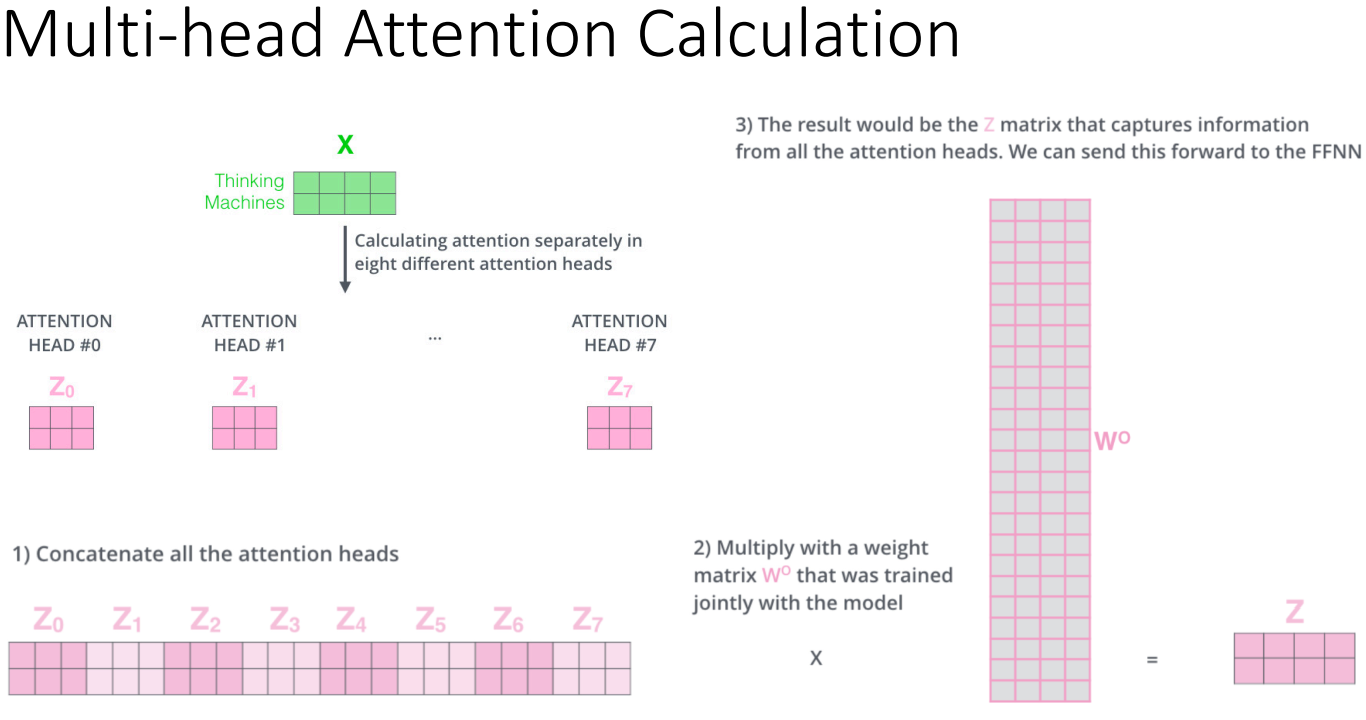 Multi-head Attention Calculation
X
Thinking
Machines
Calculating attention separately in
eight different attention heads
ATTENTION
HEAD #0
ATTENTION
HEAD #1
...
ATTENTION
HEAD #7
Z0
Z1
Z7
1) Concatenate all the attention heads
Z0 Z1 Z2 Z3 Z4 Z5 Z6 Z7
2) Multiply with a weight
matrix WO that was trained
jointly with the model
X
3) The result would be the Z matrix that captures information
from all the attention heads. We can send this forward to the FFNN
WO
=
Z